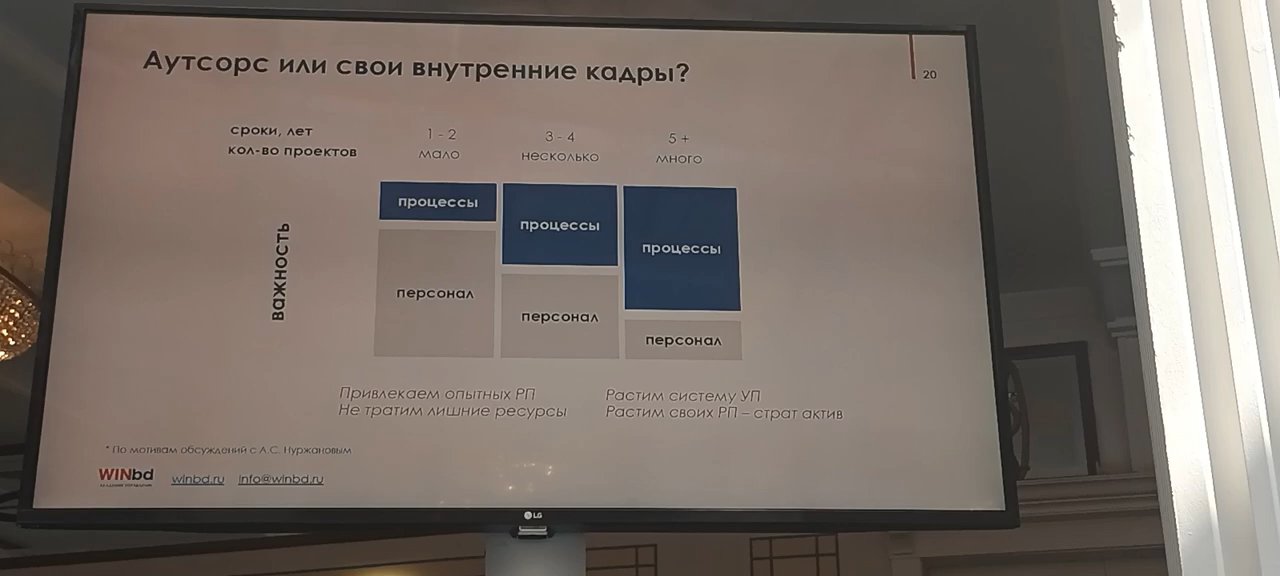 Аутсорс или свои внутренние кадры?
20
сроки, лет
1 - 2
3 - 4
5 +
кол-во проектов
мало
несколько
много
важность
процессы
процессы
процессы
персонал
персонал
персонал
Привлекаем опытных РП
Не тратим лишние ресурсы
Растим систему УП
Растим своих РП – страт актив
* По мотивам обсуждений с А.С. Нуржановым
WINbd
winbd.ru
info@winbd.ru
LG